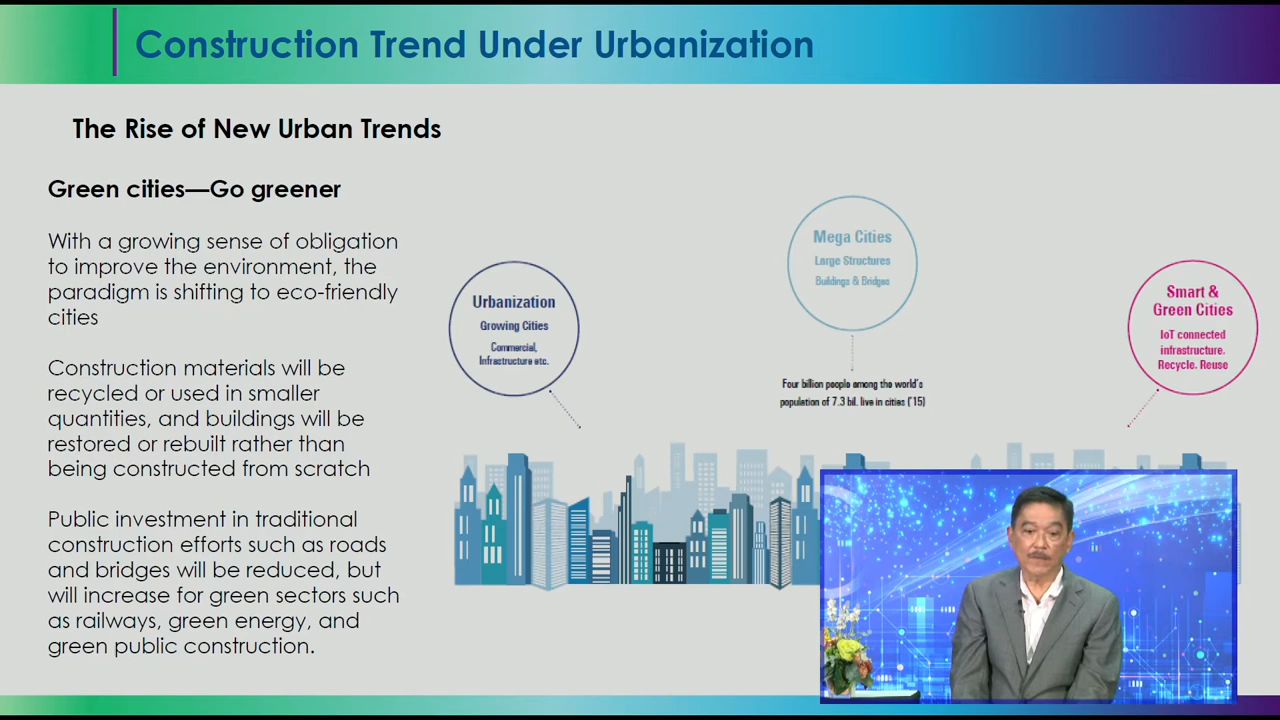 Construction Trend Under Urbanization
The Rise of New Urban Trends
Green cities—Go greener
With a growing sense of obligation
to improve the environment, the
paradigm is shifting to eco-friendly
cities
Construction materials will be
recycled or used in smaller
quantities, and buildings will be
restored or rebuilt rather than
being constructed from scratch
Public investment in traditional
construction efforts such as roads
and bridges will be reduced, but
will increase for green sectors such
as railways, green energy, and
green public construction.
Urbanization
Growing Cities
Commercial,
Infrastructure etc.
Mega Cities
Large Structures
Buildings & Bridges
Four billion people among the world's
population of 7.3 bil. live in cities ('15)
Smart &
Green Cities
IoT connected
infrastructure.
Recycle. Reuse